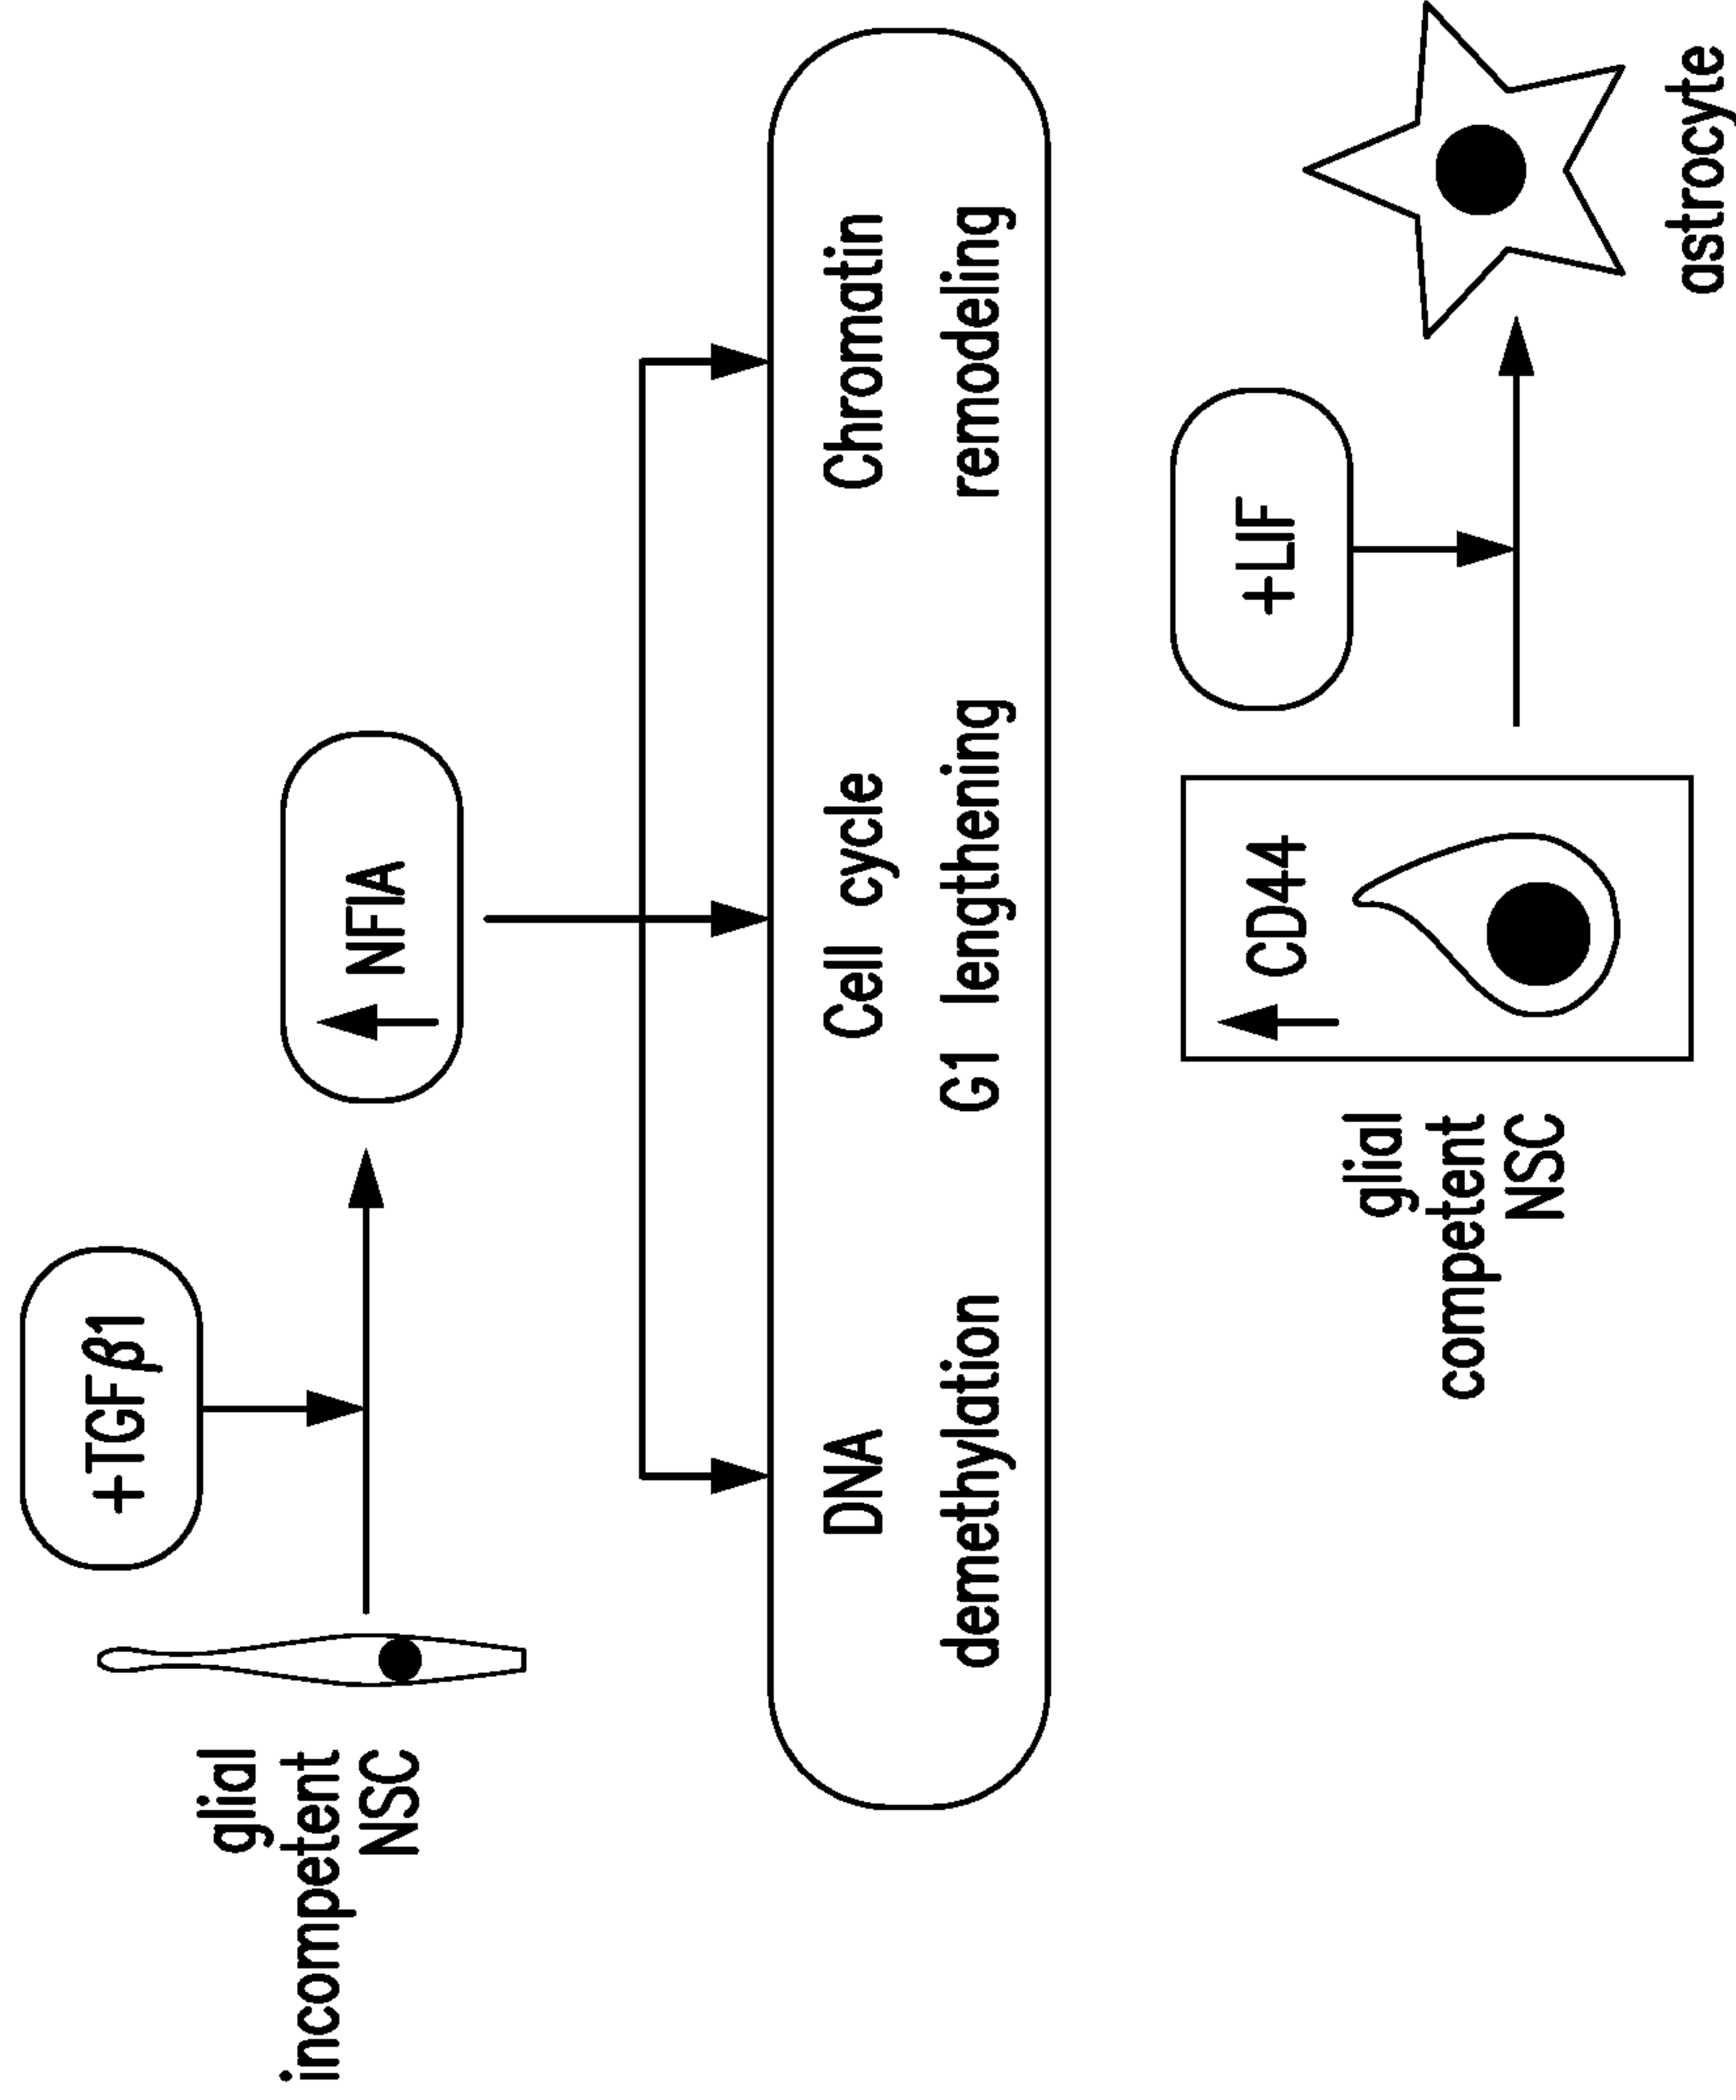 +TGFβ1
glial
incompetent
NSC
↑ NFIA
DNA
demethylation
Cell cycle
G1 lengthening
Chromatin
remodeling
glial
competent
NSC
↑ CD44
+LIF
astrocyte